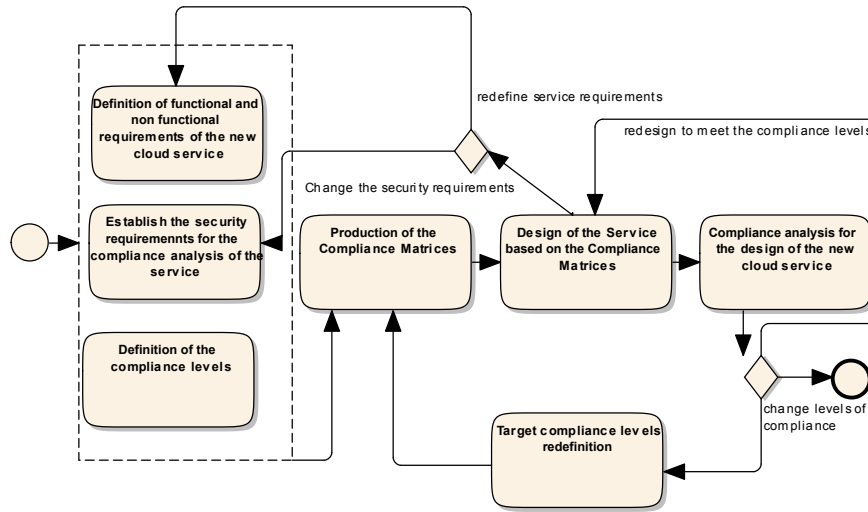 Definition of functional and
non functional
requirements of the new
cloud service
redefine service requirements
redesign to meet the compliance levels
Change the security requirements
Establish the security
requiremennts for the
compliance analysis of the
service
Production of the
Compliance Matrices
Design of the Service
based on the Compliance
Matrices
Compliance analysis for
the design of the new
cloud service
Definition of the
compliance levels
change levels of
compliance
Target compliance levels
redefinition